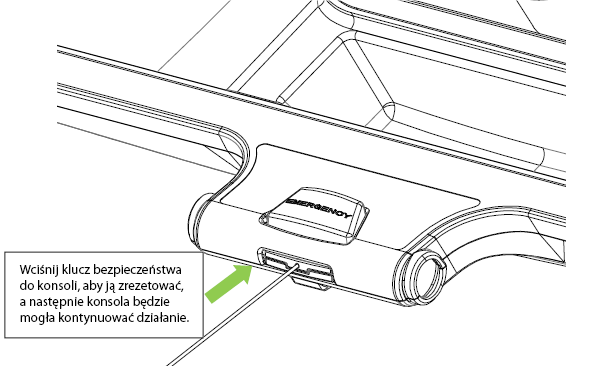 EMERGENCY
Wciśnij klucz bezpieczeństwa
do konsoli, aby ją zrezetować,
a następnie konsola będzie
mogła kontynuować działanie.